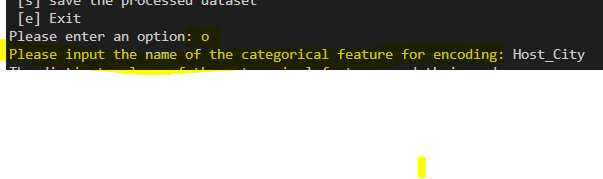 [s] save the processed dataset
[e] Exit
Please enter an option: o
Please input the name of the categorical feature for encoding: Host_City